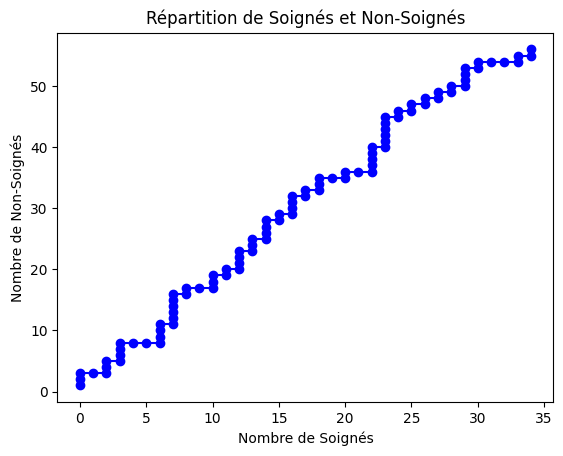 Répartition de Soignés et Non-Soignés
Nombre de Non-Soignés
50
40
30
20
10
0
0 5 10 15 20 25 30 35
Nombre de Soignés